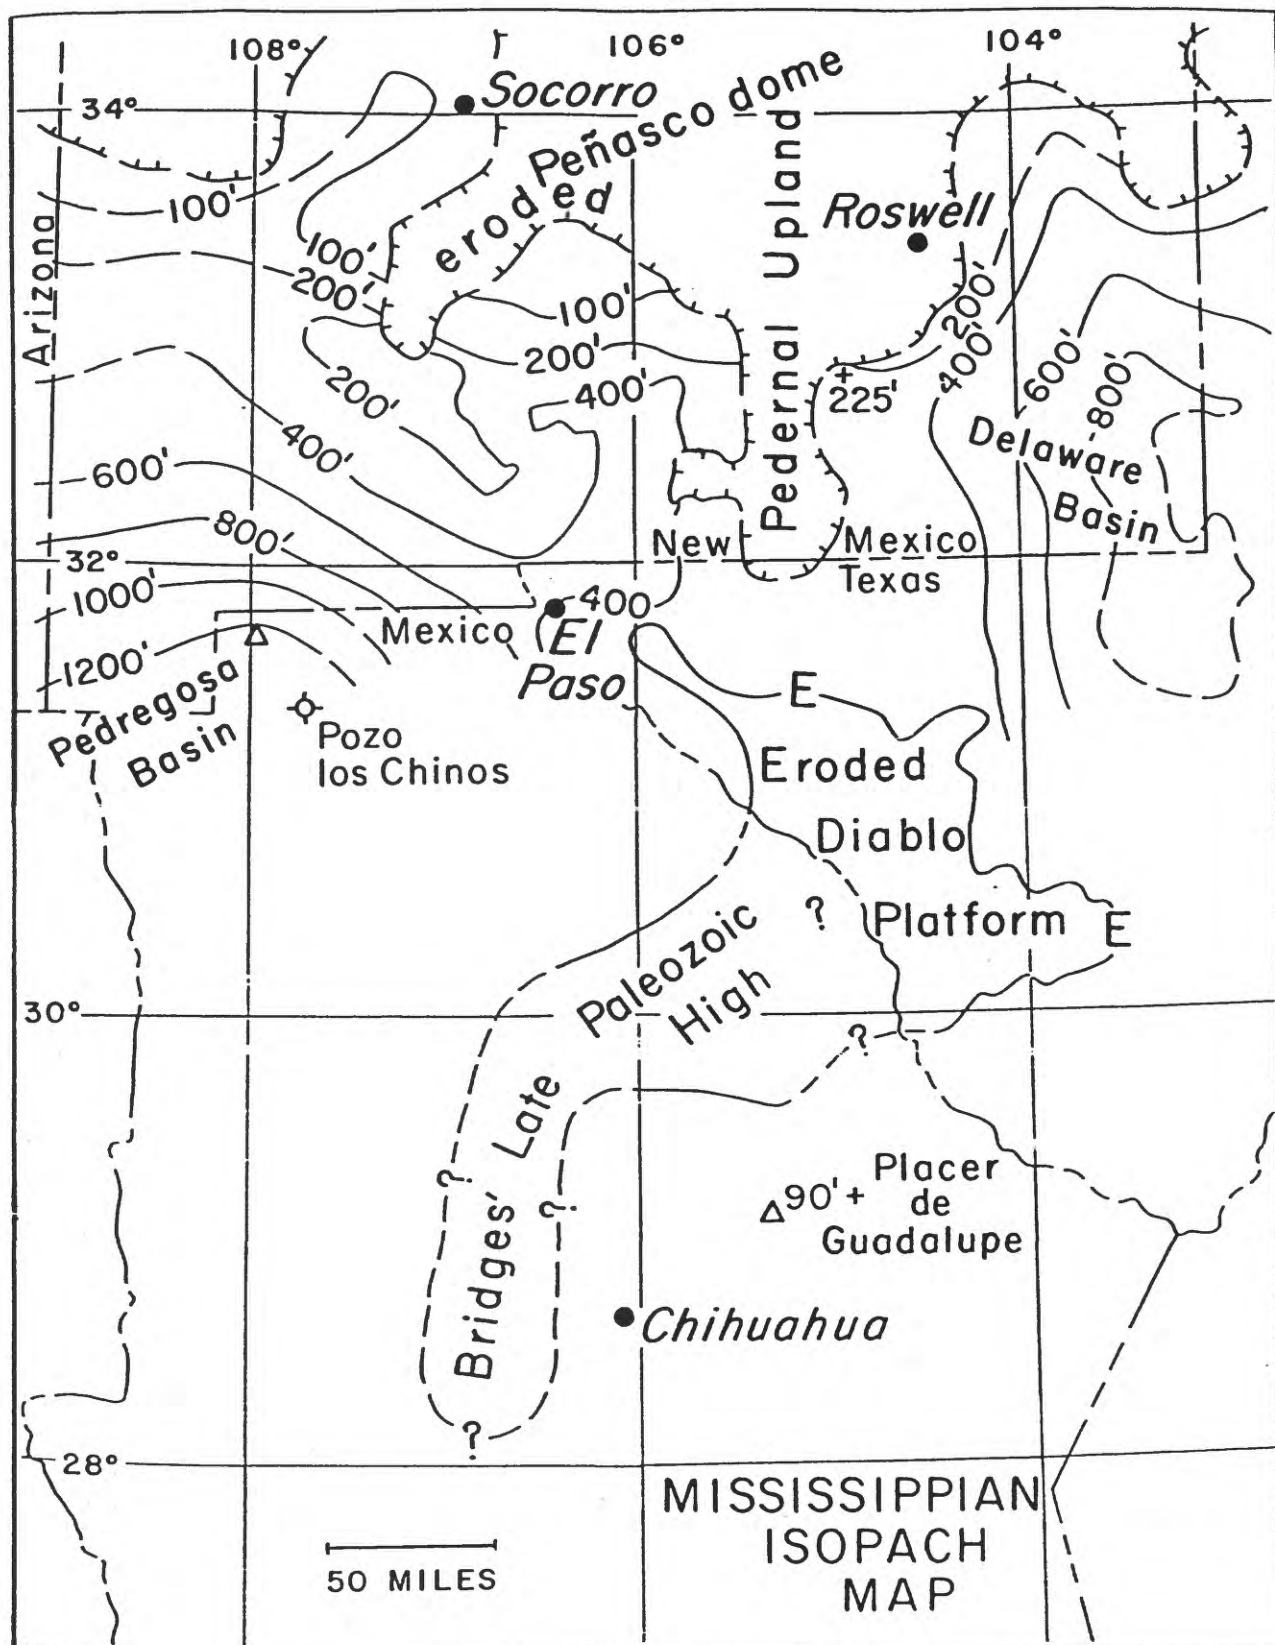 108°
106°
104°
34°
Socorro
Peñasco dome
eroded
Pedernal Upland
Roswell
Arizona
100'
100'
200'
100'
200'
200'
400'
200'
225'
400'
600'
800'
400'
600'
800'
Delaware
Basin
32°
New Mexico
Texas
1000'
1200'
Mexico
400
El
Paso
Pedregosa
Basin
Pozo
los Chinos
E
Eroded
Diablo
Platform
?
E
30°
Bridges' Late Paleozoic
High
?
?
?
?
90'+
Placer
de
Guadalupe
Chihuahua
28°
50 MILES
MISSISSIPPIAN
ISOPACH
MAP